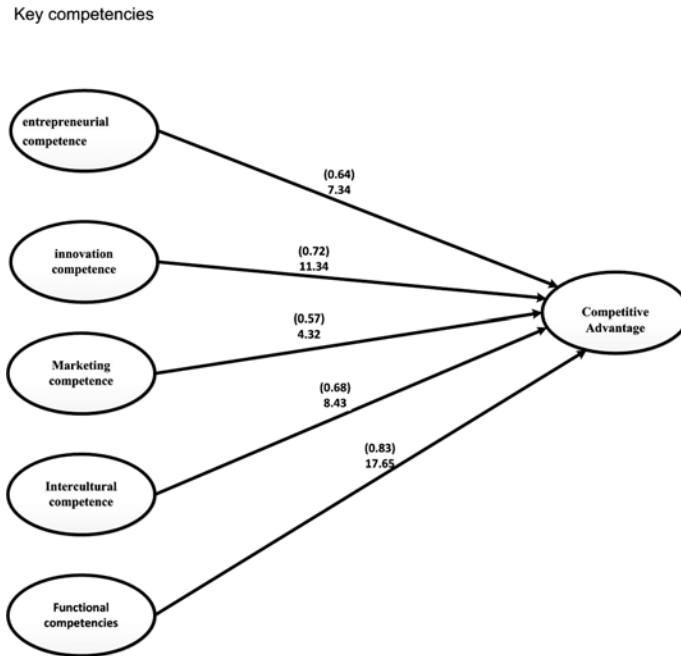 Key competencies
entrepreneurial
competence
(0.64)
7.34
innovation
competence
(0.72)
11.34
Competitive
Advantage
(0.57)
4.32
Marketing
competence
(0.68)
8.43
(0.83)
17.65
Intercultural
competence
Functional
competencies